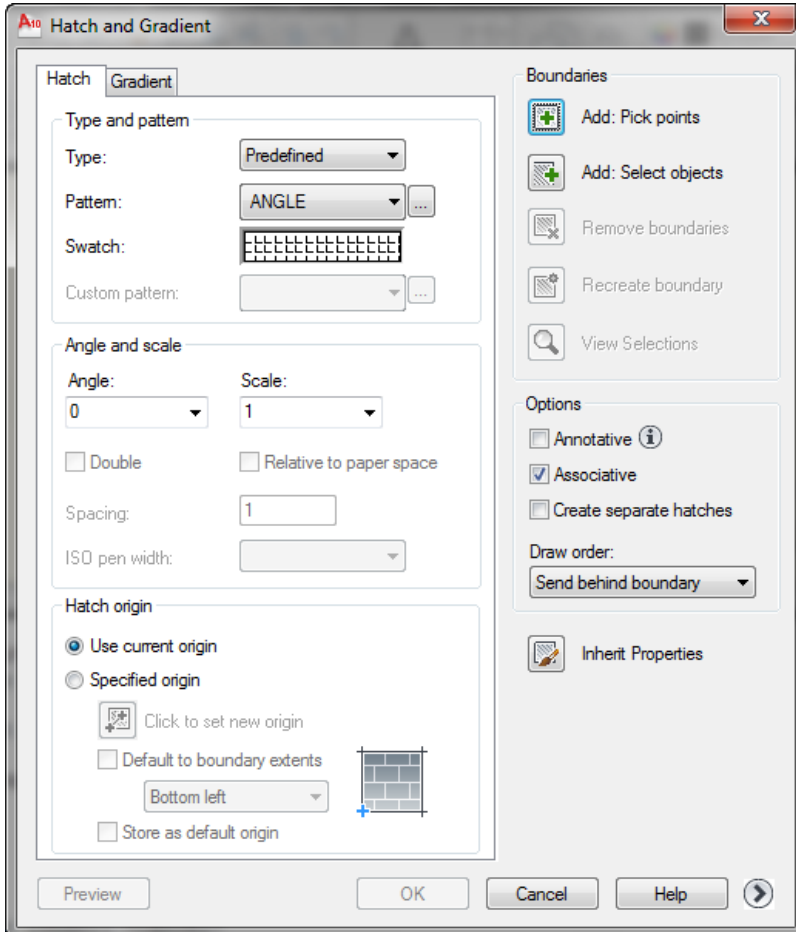 A10 Hatch and Gradient
Hatch
Gradient
Type and pattern
Type:
Predefined
Pattern:
ANGLE
...
Swatch:
Custom pattern:
...
Angle and scale
Angle:
Scale:
0
1
Double
Relative to paper space
Spacing:
1
ISO pen width:
Hatch origin
Use current origin
Specified origin
Click to set new origin
Default to boundary extents
Bottom left
Store as default origin
Boundaries
Add: Pick points
Add: Select objects
Remove boundaries
Recreate boundary
View Selections
Options
Annotative
Associative
Create separate hatches
Draw order:
Send behind boundary
Inherit Properties
Preview
OK
Cancel
Help